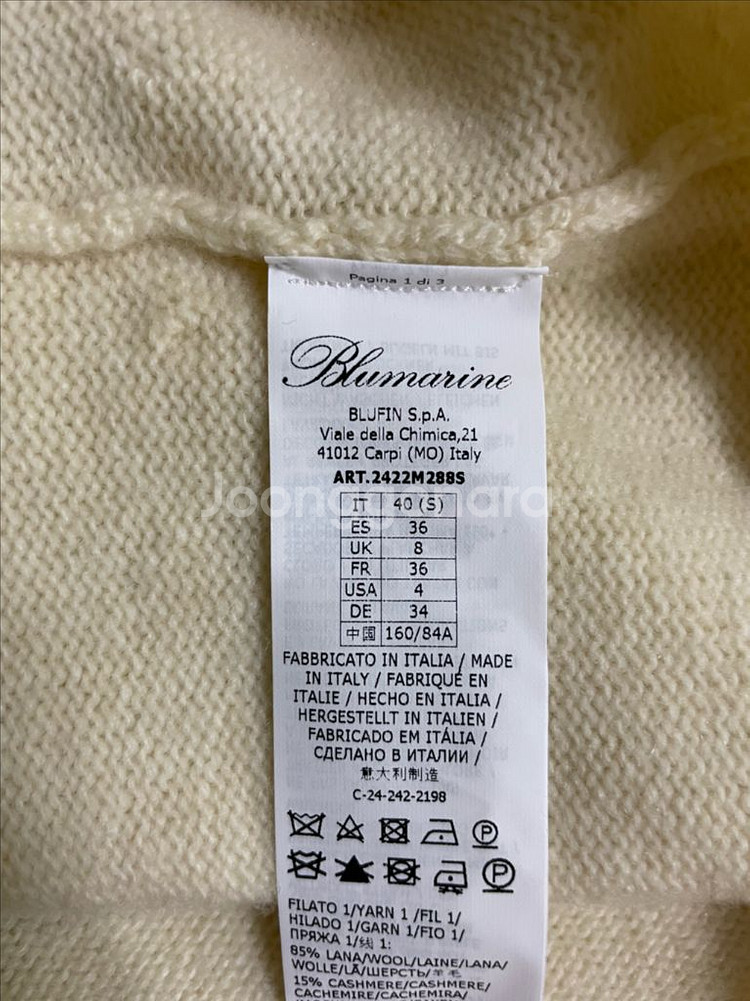 Pagina 1 di 3
Blumarine
BLUFIN S.p.A.
Viale della Chimica,21
41012 Carpi (MO) Italy
ART.2422M288S
Joonggonara
IT 40 (S)
ES 36
UK 8
FR 36
USA 4
DE 34
中国 160/84A
FABBRICATO IN ITALIA / MADE
IN ITALY / FABRIQUÉ EN
ITALIE / HECHO EN ITALIA /
HERGESTELLT IN ITALIEN /
FABRICADO EM ITÁLIA /
СДЕЛАНО В ИТАЛИИ /
意大利制造
C-24-242-2198
FILATO 1/YARN 1 /FIL 1/
HILADO 1/GARN 1/FIO 1/
ПРЯЖА 1/线 1:
85% LANA/WOOL/LAINE/LANA/
WOLLE/LÃ/ШЕРСТЬ/羊毛
15% CASHMERE/CASHMERE/
CACHEMIRE/CACHEMIRA/